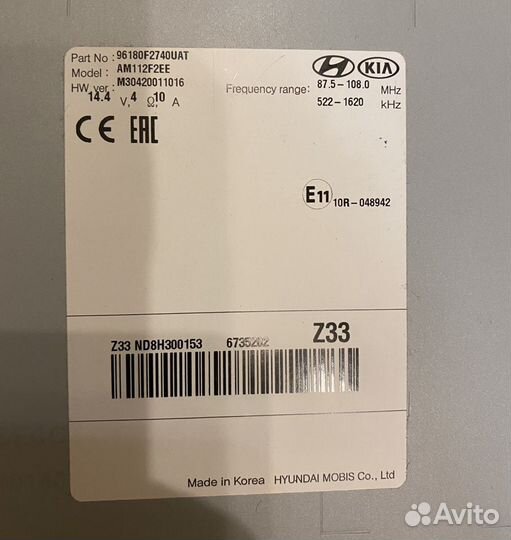 Part No : 96180F2740UAT
Model : AM112F2EE
HW ver : M30420011016
14.4 V, 4 Ω, 10 A
KIA
Frequency range : 87.5-108.0 MHz
522-1620 kHz
CE EAC
E11 10R-048942
Z33 ND8H300153 6735202 Z33
Made in Korea HYUNDAI MOBIS Co., Ltd
Avito